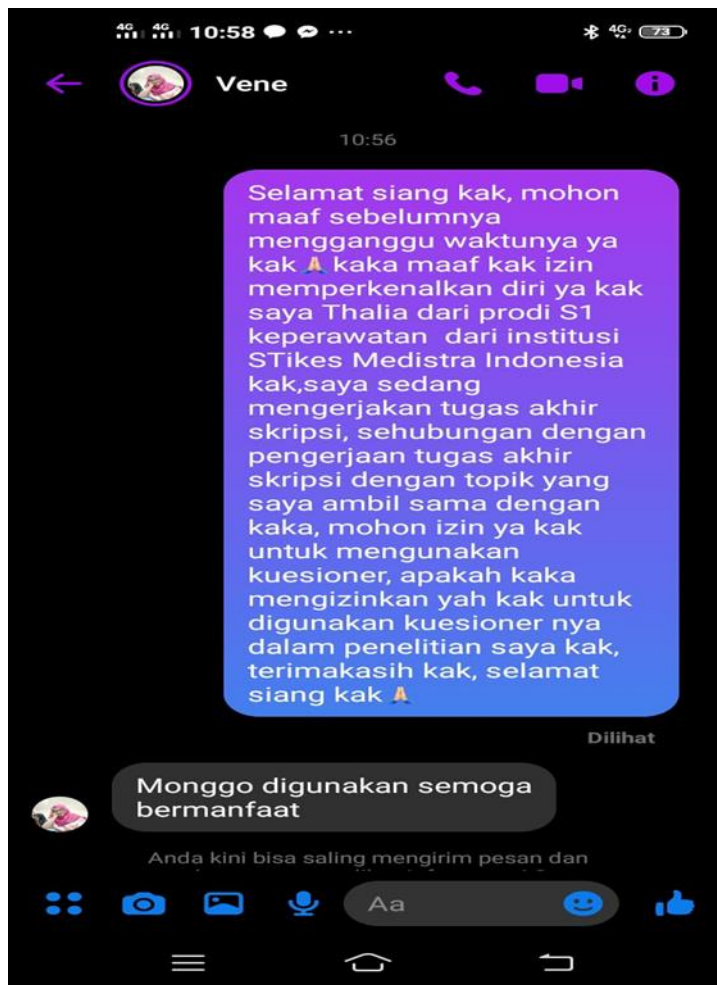 4G 4G 10:58 ... 4G+ 73
Vene
10:56
Selamat siang kak, mohon
maaf sebelumnya
mengganggu waktunya ya
kak 🙏🏻 kaka maaf kak izin
memperkenalkan diri ya kak
saya Thalia dari prodi S1
keperawatan dari institusi
STikes Medistra Indonesia
kak,saya sedang
mengerjakan tugas akhir
skripsi, sehubungan dengan
pengerjaan tugas akhir
skripsi dengan topik yang
saya ambil sama dengan
kaka, mohon izin ya kak
untuk mengunakan
kuesioner, apakah kaka
mengizinkan yah kak untuk
digunakan kuesioner nya
dalam penelitian saya kak,
terimakasih kak, selamat
siang kak 🙏🏻
Dilihat
Monggo digunakan semoga
bermanfaat
Anda kini bisa saling mengirim pesan dan
Aa